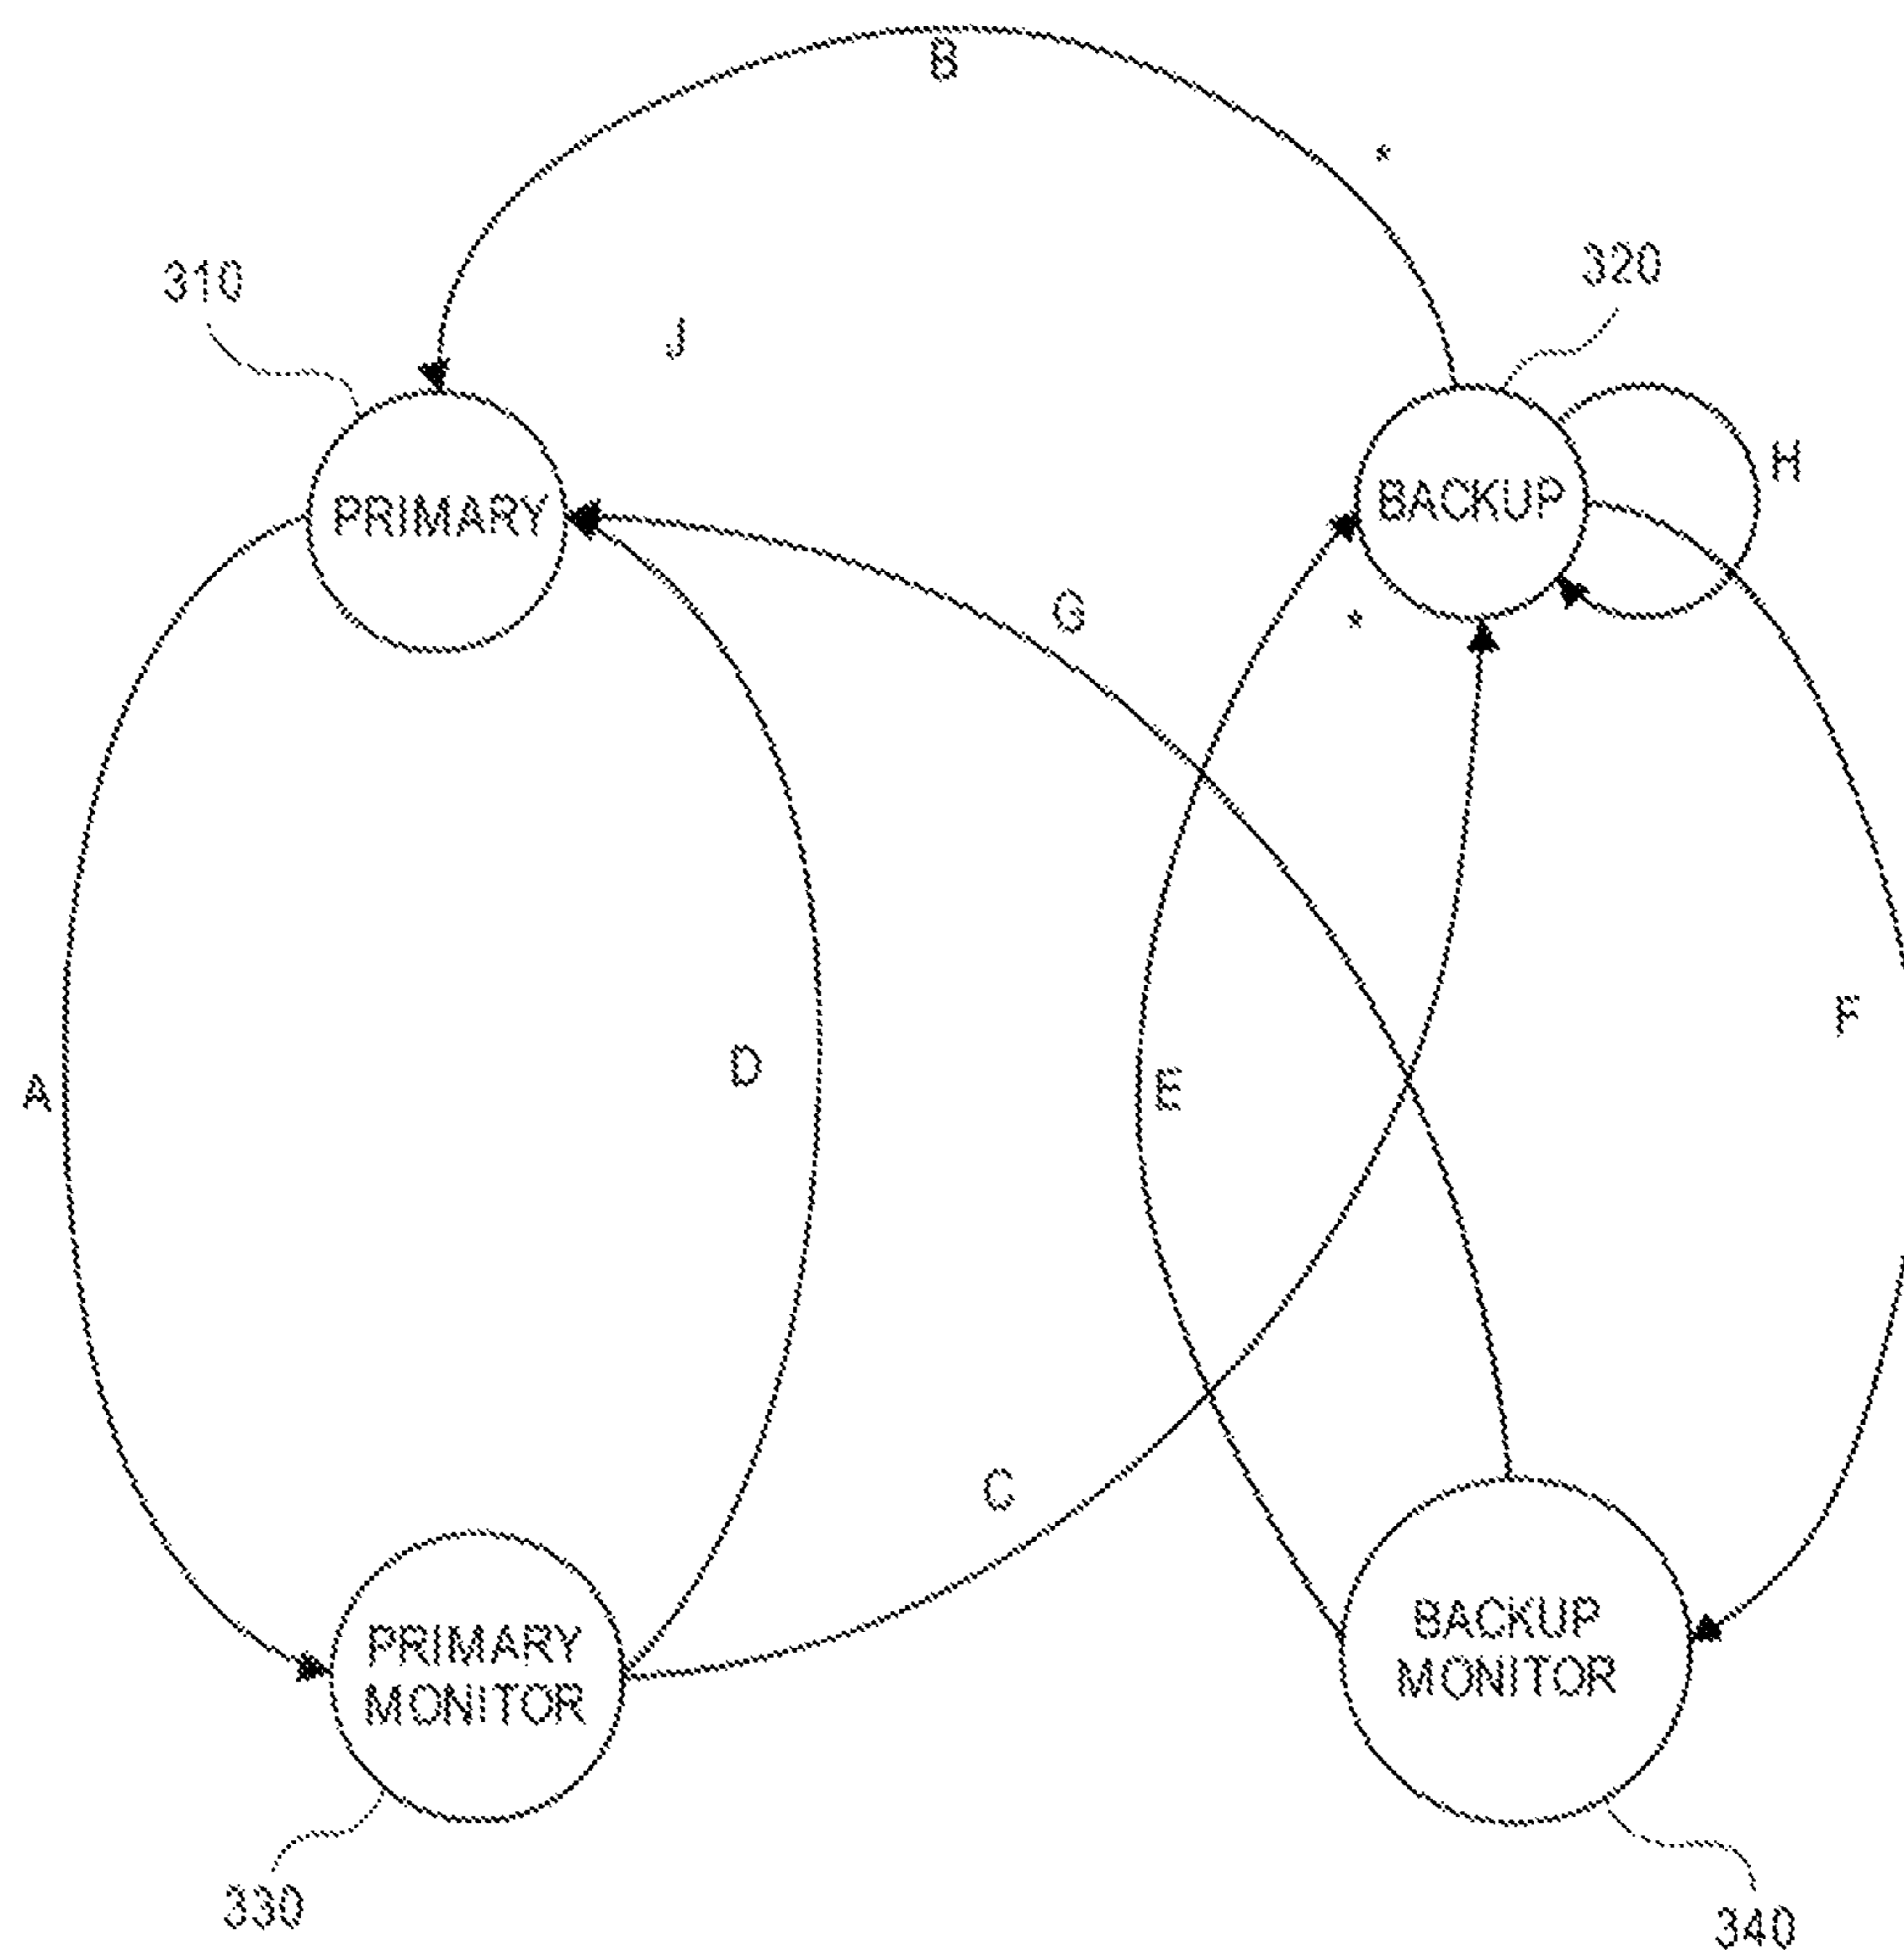 B
*
310
320
J
H
PRIMARY
BACKUP
G
*
F
D
E
A
C
PRIMARY
MONITOR
BACKUP
MONITOR
330
340